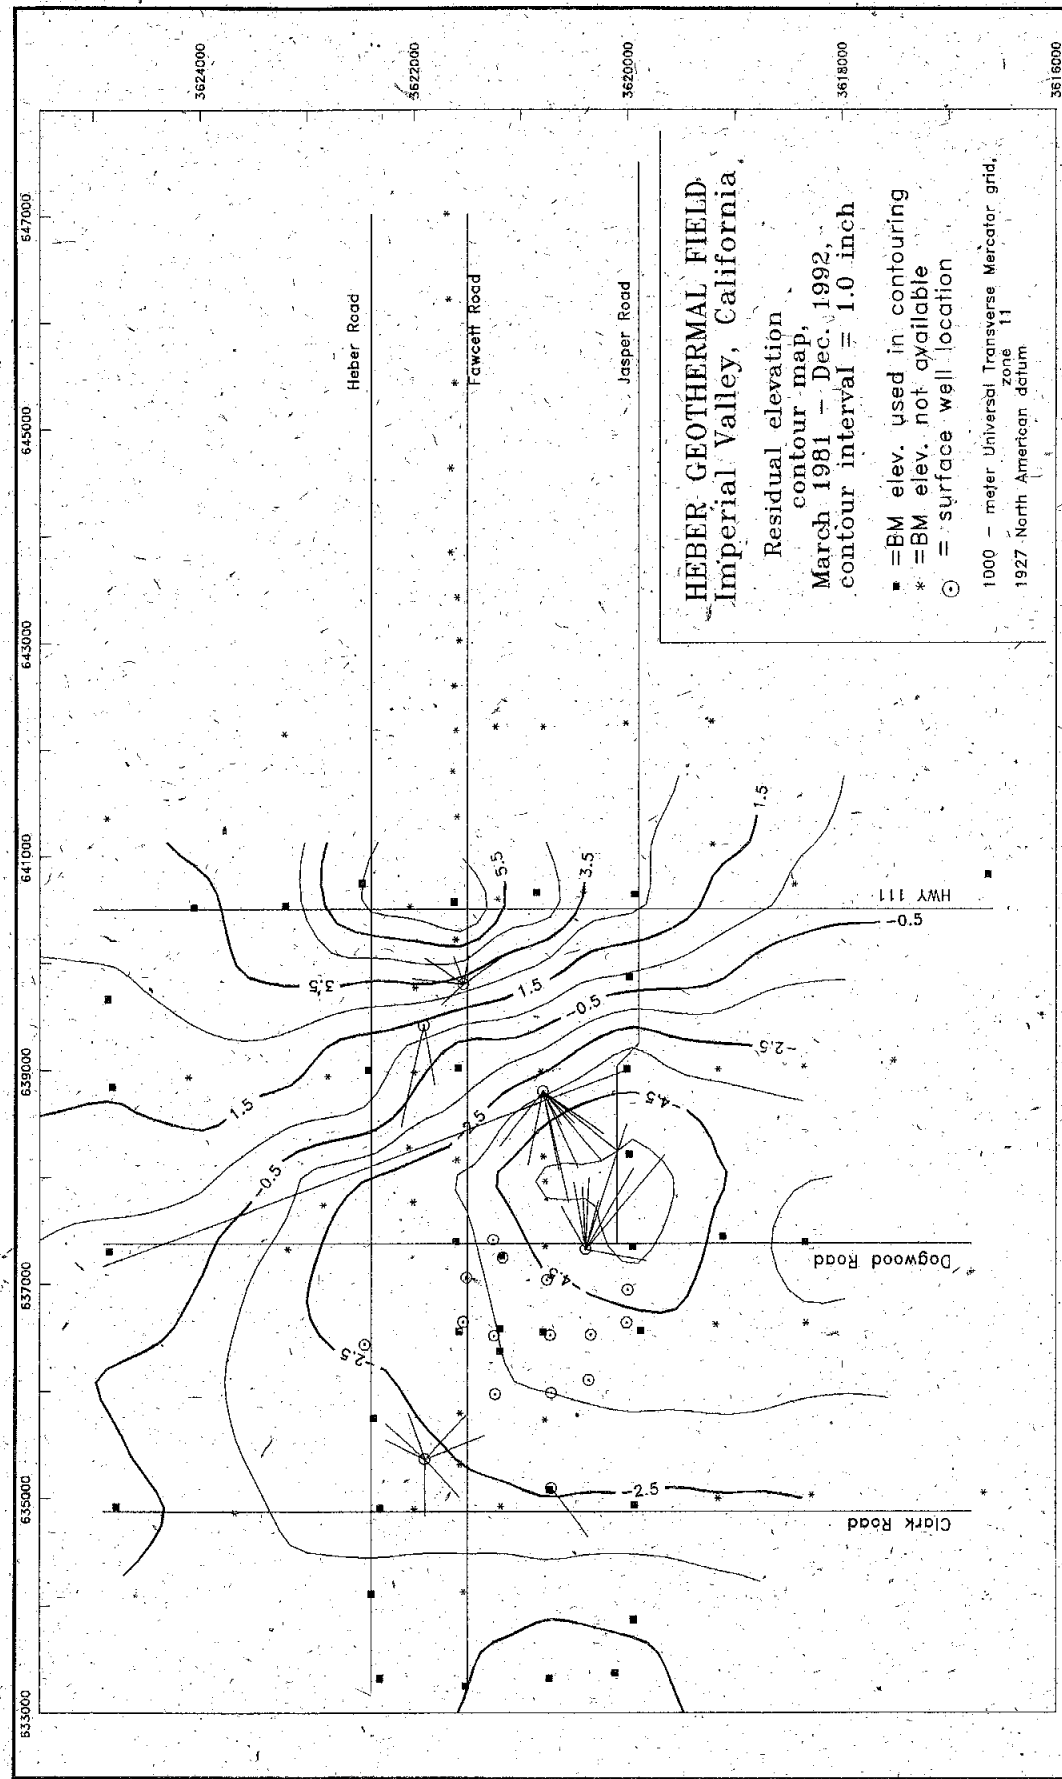 HEBER GEOTHERMAL FIELD
Imperial Valley, California
Residual elevation
contour map,
March 1981 - Dec. 1992,
contour interval = 1.0 inch
▪ =BM elev. used in contouring
* =BM elev. not available
⊙ = surface well location
1000 - meter Universal Transverse Mercator grid,
zone 11
1927 North American datum
633000
635000
637000
639000
641000
643000
645000
647000
3624000
3622000
3620000
3618000
3616000
Heber Road
Fawcett Road
Jasper Road
HWY 111
Dogwood Road
Clark Road
3.5
5.5
3.5
1.5
1.5
1.5
-0.5
-0.5
-0.5
-2.5
-2.5
-2.5
-2.5
-4.5
-4.5